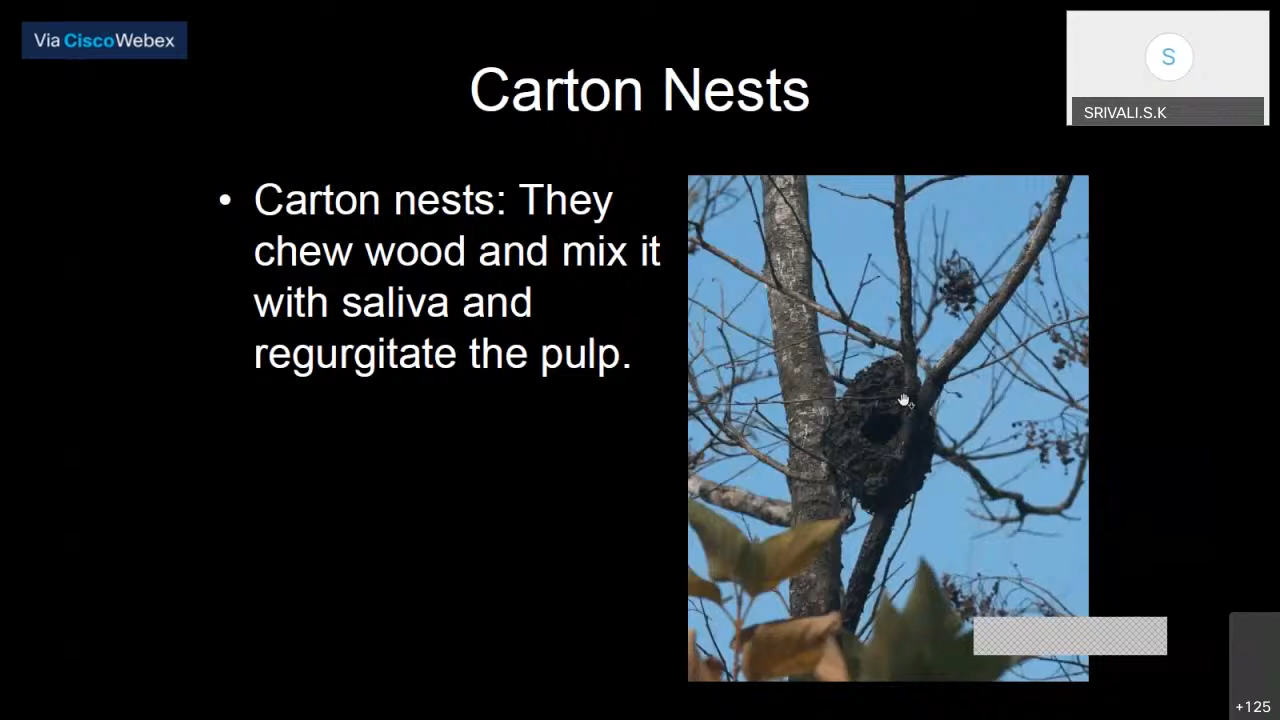 Via CiscoWebex
S
SRIVALI.S.K
Carton Nests
• Carton nests: They
chew wood and mix it
with saliva and
regurgitate the pulp.
+125